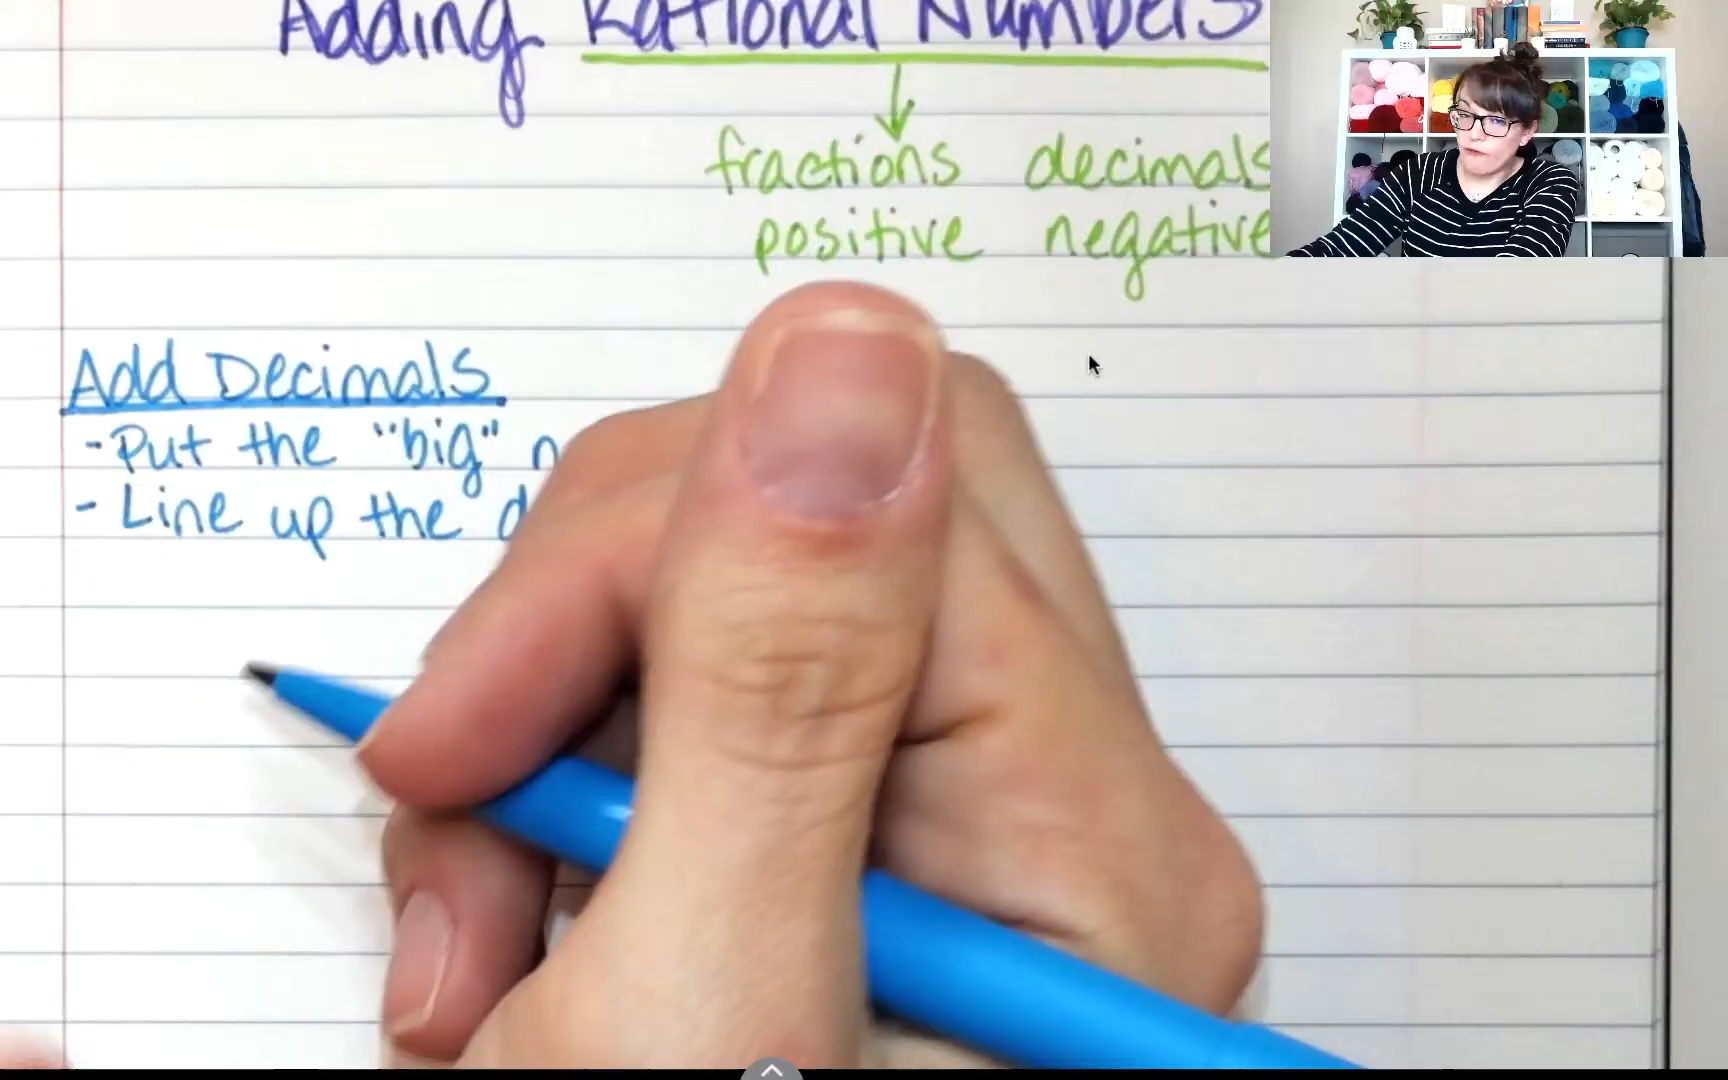 Adding Rational Numbers
fractions decimals
positive negative
Add Decimals
- Put the "big"
- Line up the